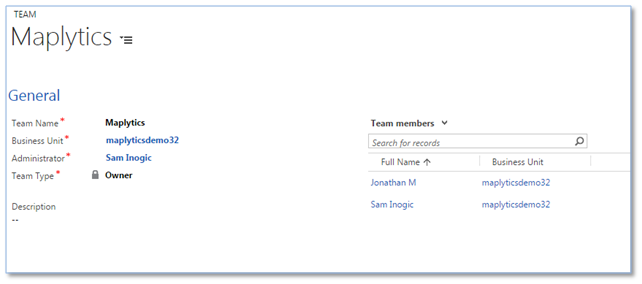 TEAM
Maplytics
General
Team Name* Maplytics
Business Unit* maplyticsdemo32
Administrator* Sam Inogic
Team Type* Owner
Description
--
Team members
Search for records
Full Name ↑ Business Unit
Jonathan M maplyticsdemo32
Sam Inogic maplyticsdemo32